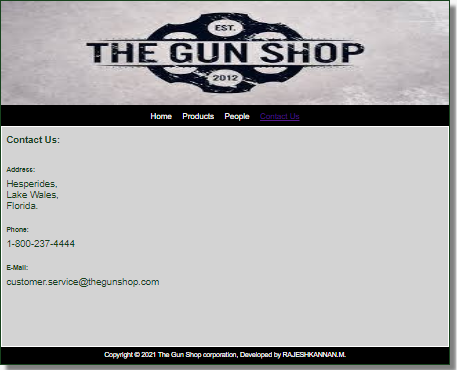 EST.
THE GUN SHOP
2012
Home Products People Contact Us
Contact Us:
Address:
Hesperides,
Lake Wales,
Florida.
Phone:
1-800-237-4444
E-Mail:
customer.service@thegunshop.com
Copyright © 2021 The Gun Shop corporation, Developed by RAJESHKANNAN.M.